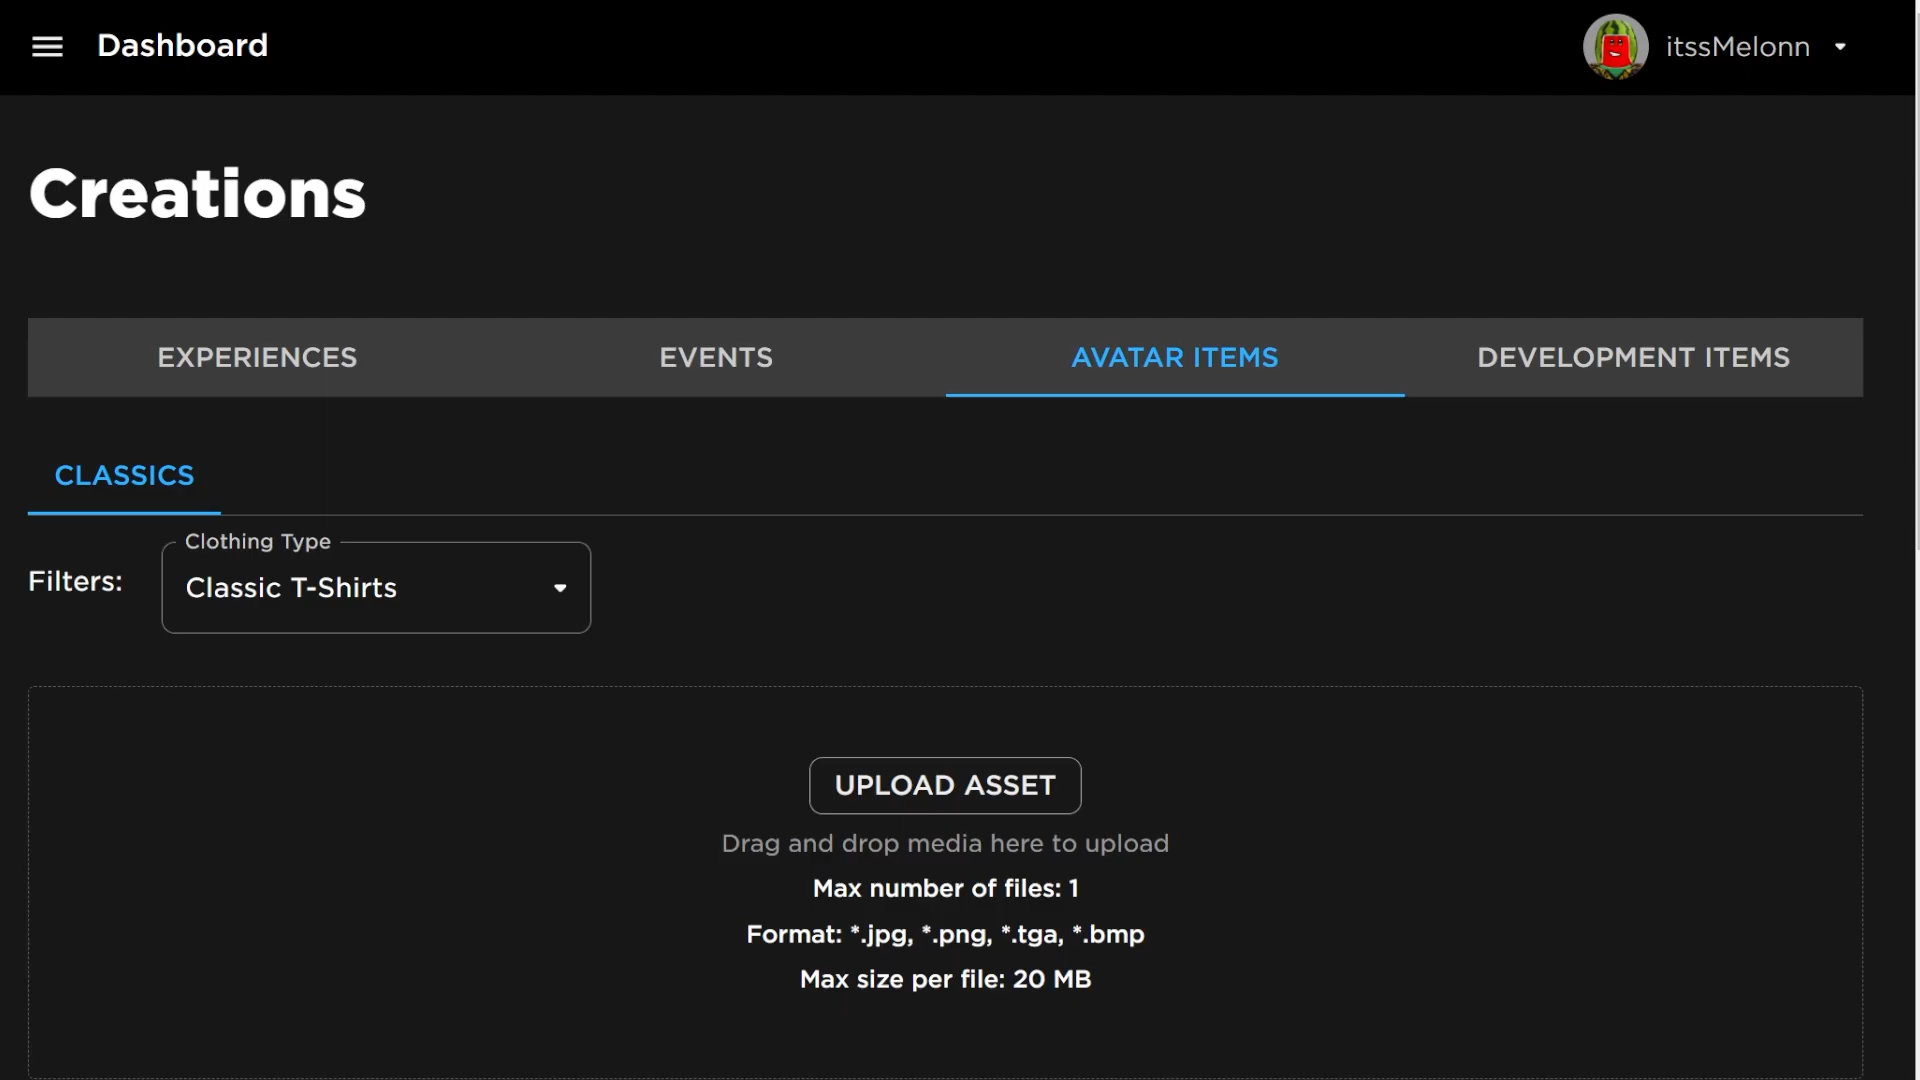 Dashboard
itssMelonn
Creations
EXPERIENCES
EVENTS
AVATAR ITEMS
DEVELOPMENT ITEMS
CLASSICS
Clothing Type
Filters:
Classic T-Shirts
UPLOAD ASSET
Drag and drop media here to upload
Max number of files: 1
Format: *.jpg, *.png, *.tga, *.bmp
Max size per file: 20 MB